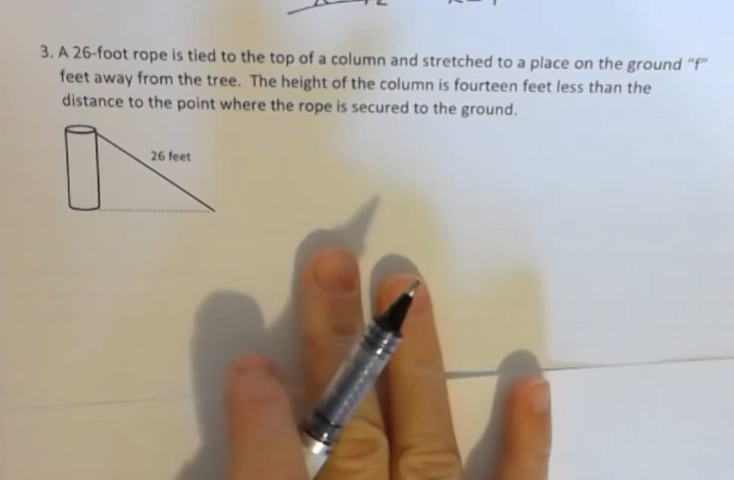 3. A 26-foot rope is tied to the top of a column and stretched to a place on the ground "f"
feet away from the tree. The height of the column is fourteen feet less than the
distance to the point where the rope is secured to the ground.
26 feet